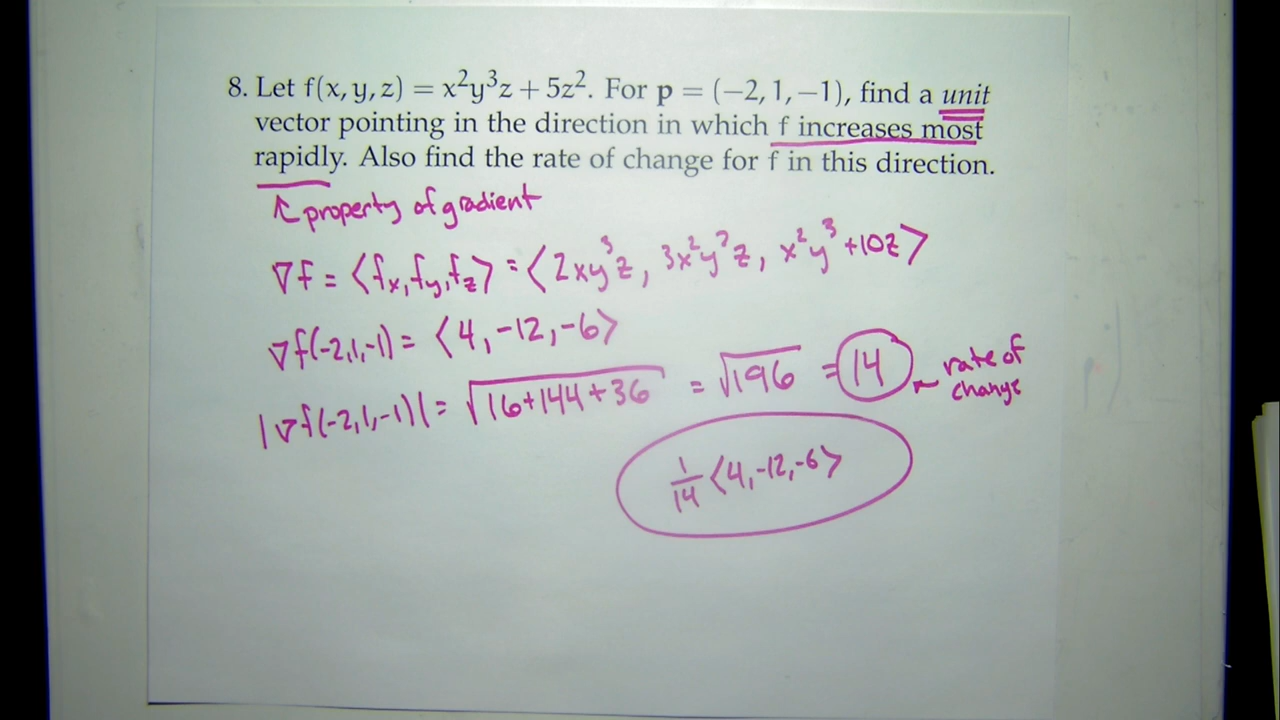 8. Let f(x, y, z) = x²y³z + 5z². For p = (−2, 1, −1), find a unit
vector pointing in the direction in which f increases most
rapidly. Also find the rate of change for f in this direction.
↑ property of gradient
∇f = ⟨fx, fy, fz⟩ = ⟨2xy³z, 3x²y²z, x²y³+10z⟩
∇f(-2,1,-1) = ⟨4, -12, -6⟩
|∇f(-2,1,-1)| = √16+144+36 = √196 = 14 ← rate of change
1/14 ⟨4, -12, -6⟩